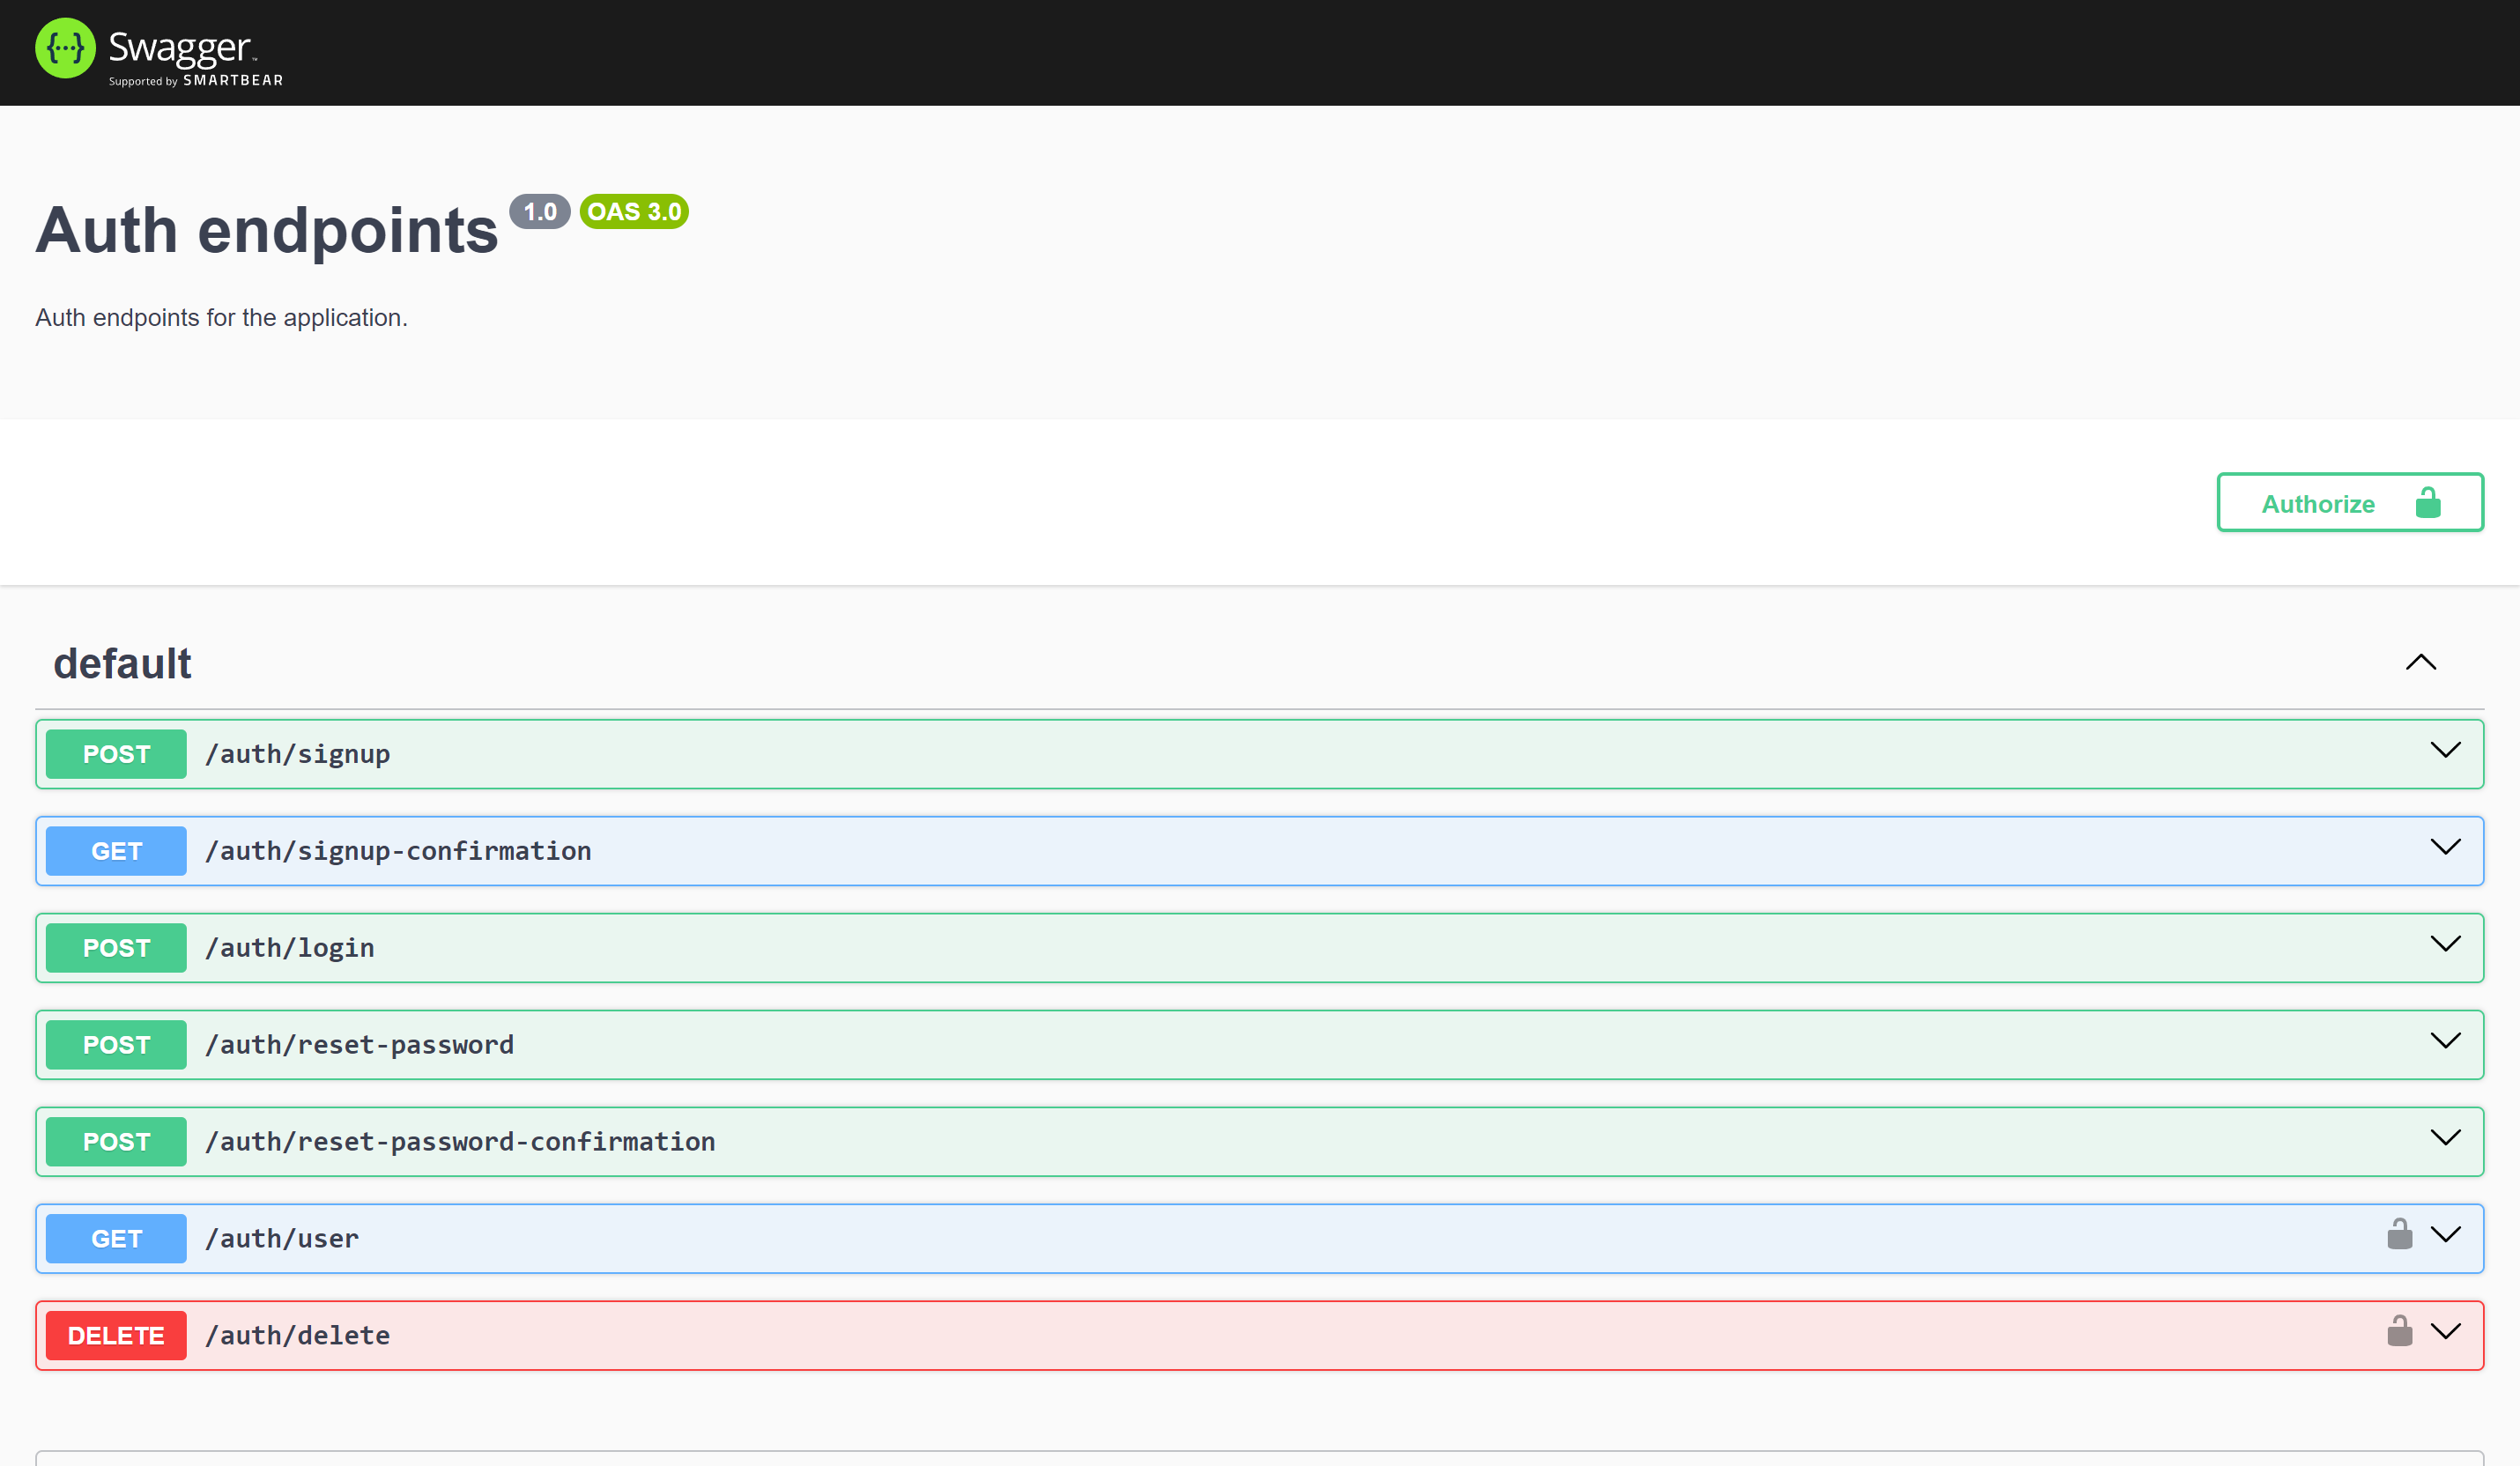 {···} Swagger™
Supported by SMARTBEAR
Auth endpoints 1.0 OAS 3.0
Auth endpoints for the application.
Authorize
default
POST /auth/signup
GET /auth/signup-confirmation
POST /auth/login
POST /auth/reset-password
POST /auth/reset-password-confirmation
GET /auth/user
DELETE /auth/delete